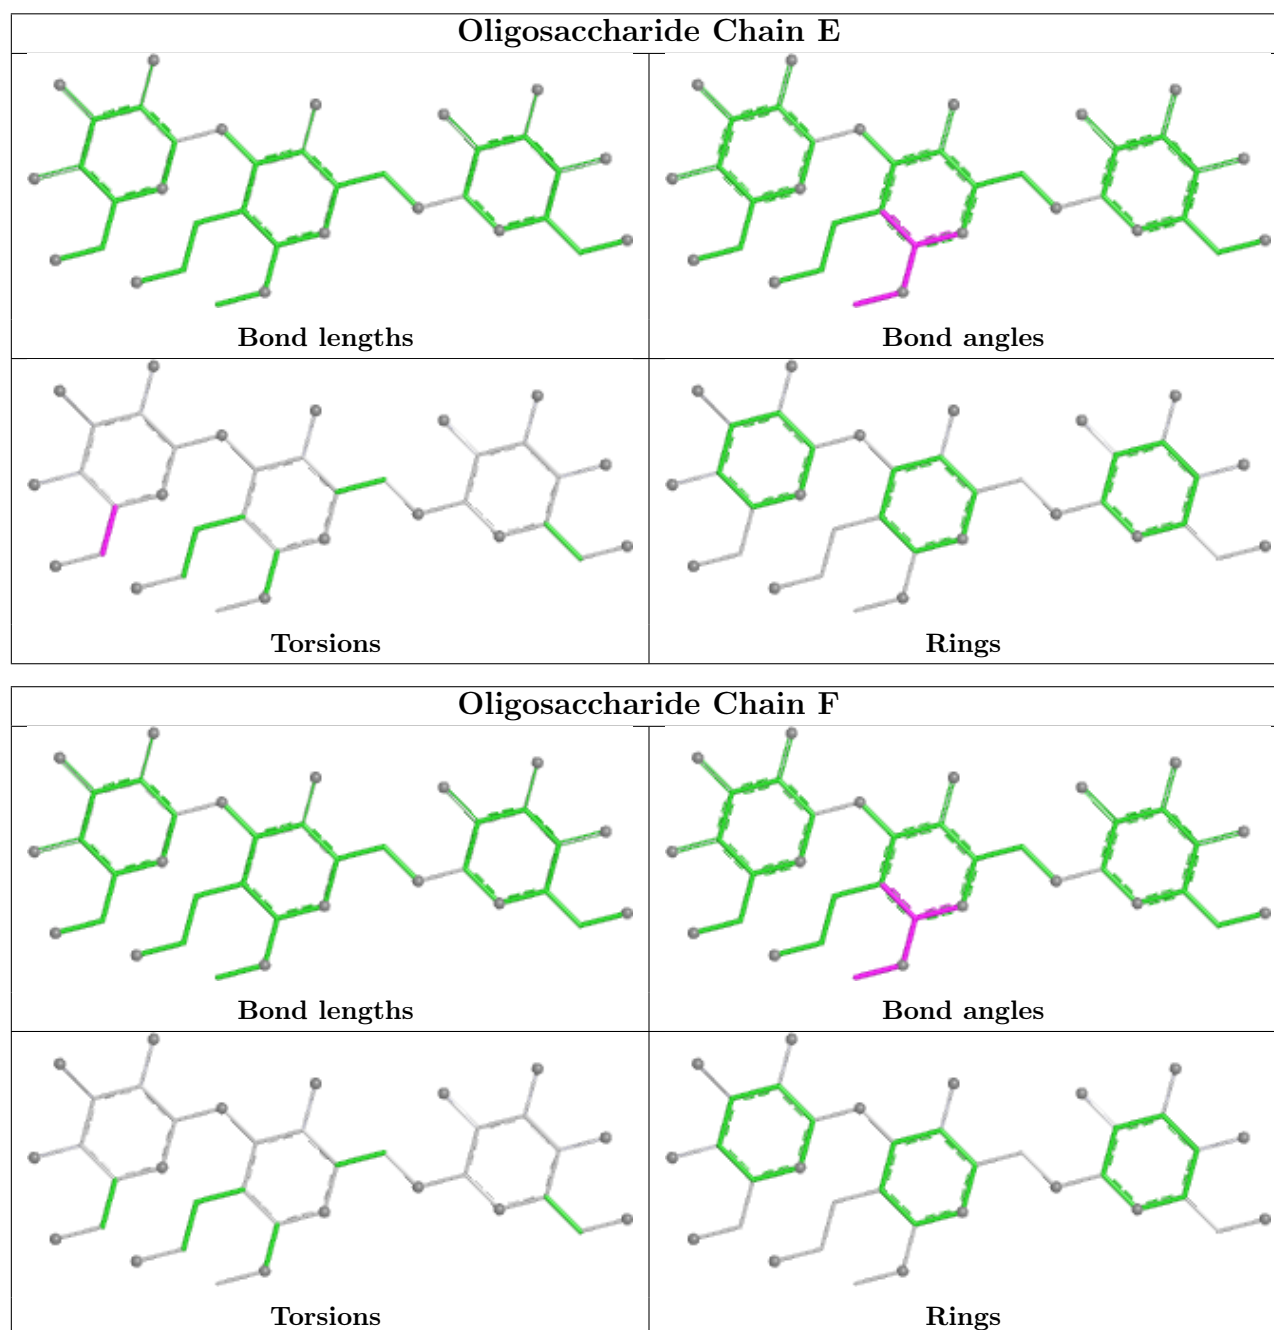 Oligosaccharide Chain E
Bond lengths
Bond angles
Torsions
Rings
Oligosaccharide Chain F
Bond lengths
Bond angles
Torsions
Rings